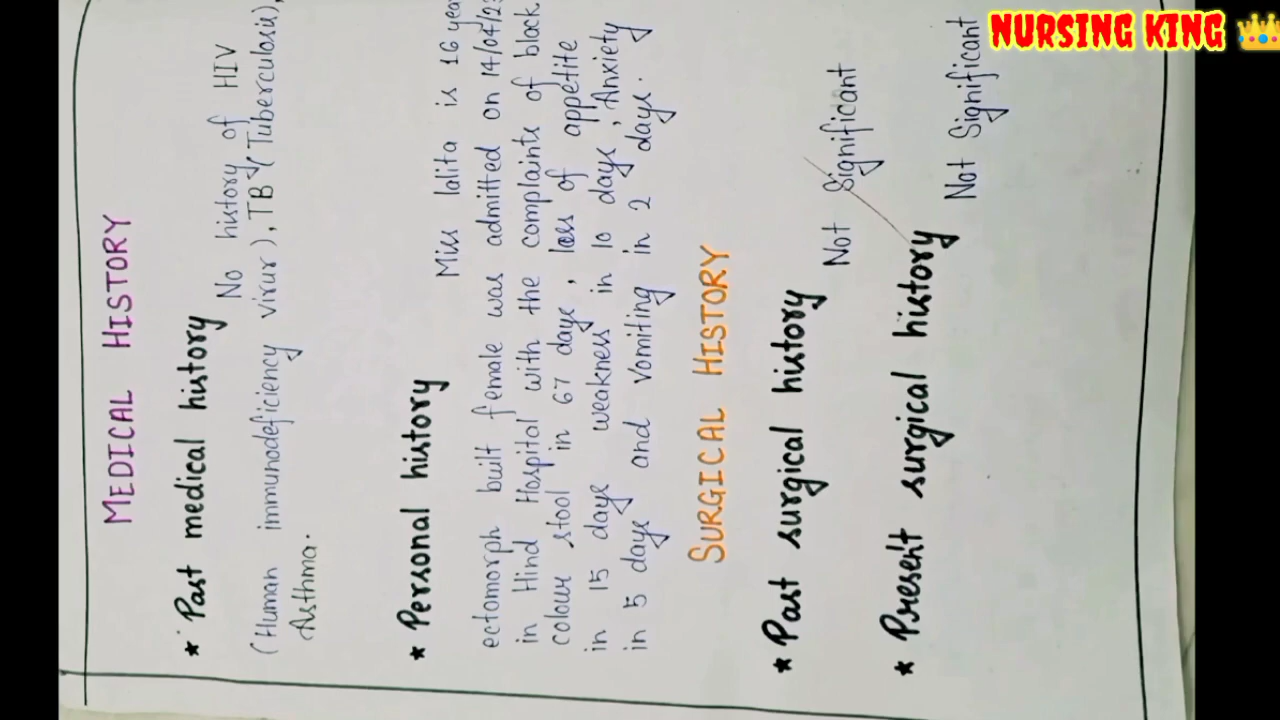 NURSING KING
MEDICAL HISTORY
* Past medical history
No history of HIV
(Human immunodeficiency virus), TB (Tuberculosis),
Asthma.
* Personal history
Miss lalita is 16 year
ectomorph built female was admitted on 14/04/23
in Hind Hospital with the complaints of black
colour stool in 67 days, loss of appetite
in 15 days weakness in 10 days, Anxiety
in 5 days and vomiting in 2 days.
SURGICAL HISTORY
* Past surgical history
Not Significant
* Present surgical history
Not Significant